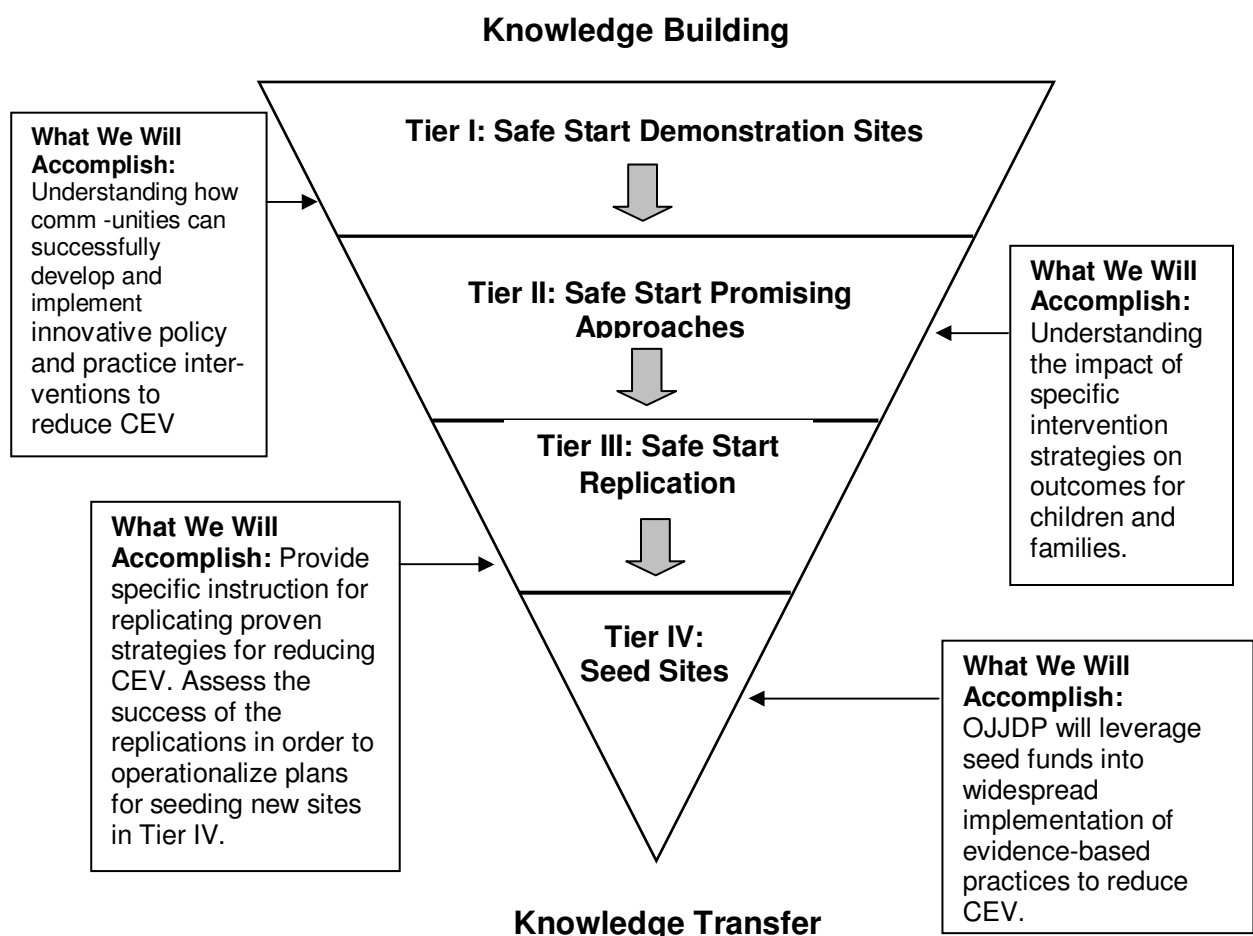 Knowledge Building
Tier I: Safe Start Demonstration Sites
What We Will
Accomplish:
Understanding how
comm -unities can
successfully
develop and
implement
innovative policy
and practice inter-
ventions to
reduce CEV
Tier II: Safe Start Promising
Approaches
What We Will
Accomplish:
Understanding
the impact of
specific
intervention
strategies on
outcomes for
children and
families.
Tier III: Safe Start
Replication
What We Will
Accomplish: Provide
specific instruction for
replicating proven
strategies for reducing
CEV. Assess the
success of the
replications in order to
operationalize plans
for seeding new sites
in Tier IV.
Tier IV:
Seed Sites
What We Will
Accomplish:
OJJDP will leverage
seed funds into
widespread
implementation of
evidence-based
practices to reduce
CEV.
Knowledge Transfer